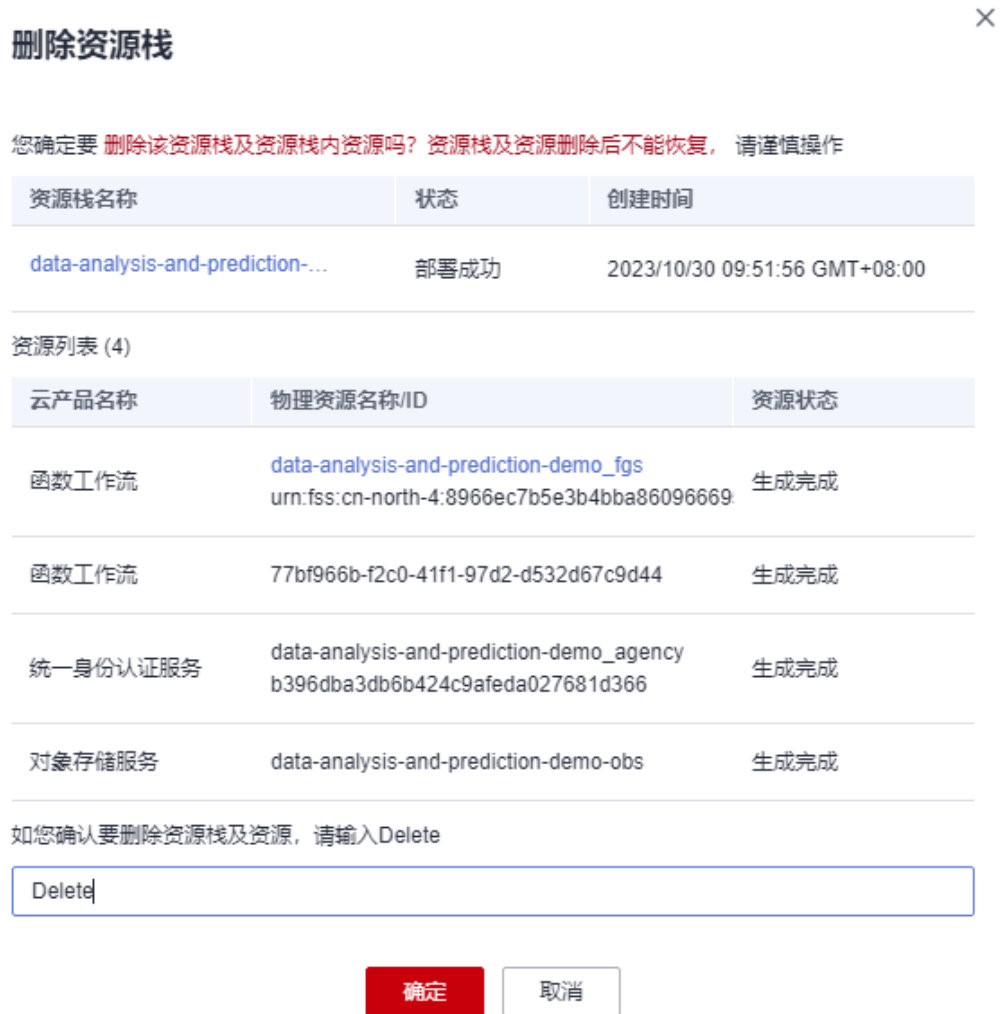 删除资源栈
您确定要 删除该资源栈及资源栈内资源吗？资源栈及资源删除后不能恢复， 请谨慎操作
资源栈名称 状态 创建时间
data-analysis-and-prediction-... 部署成功 2023/10/30 09:51:56 GMT+08:00
资源列表 (4)
云产品名称 物理资源名称/ID 资源状态
函数工作流 data-analysis-and-prediction-demo_fgs 生成完成
urn:fss:cn-north-4:8966ec7b5e3b4bba86096669
函数工作流 77bf966b-f2c0-41f1-97d2-d532d67c9d44 生成完成
统一身份认证服务 data-analysis-and-prediction-demo_agency 生成完成
b396dba3db6b424c9afeda027681d366
对象存储服务 data-analysis-and-prediction-demo-obs 生成完成
如您确认要删除资源栈及资源，请输入Delete
Delete
确定 取消